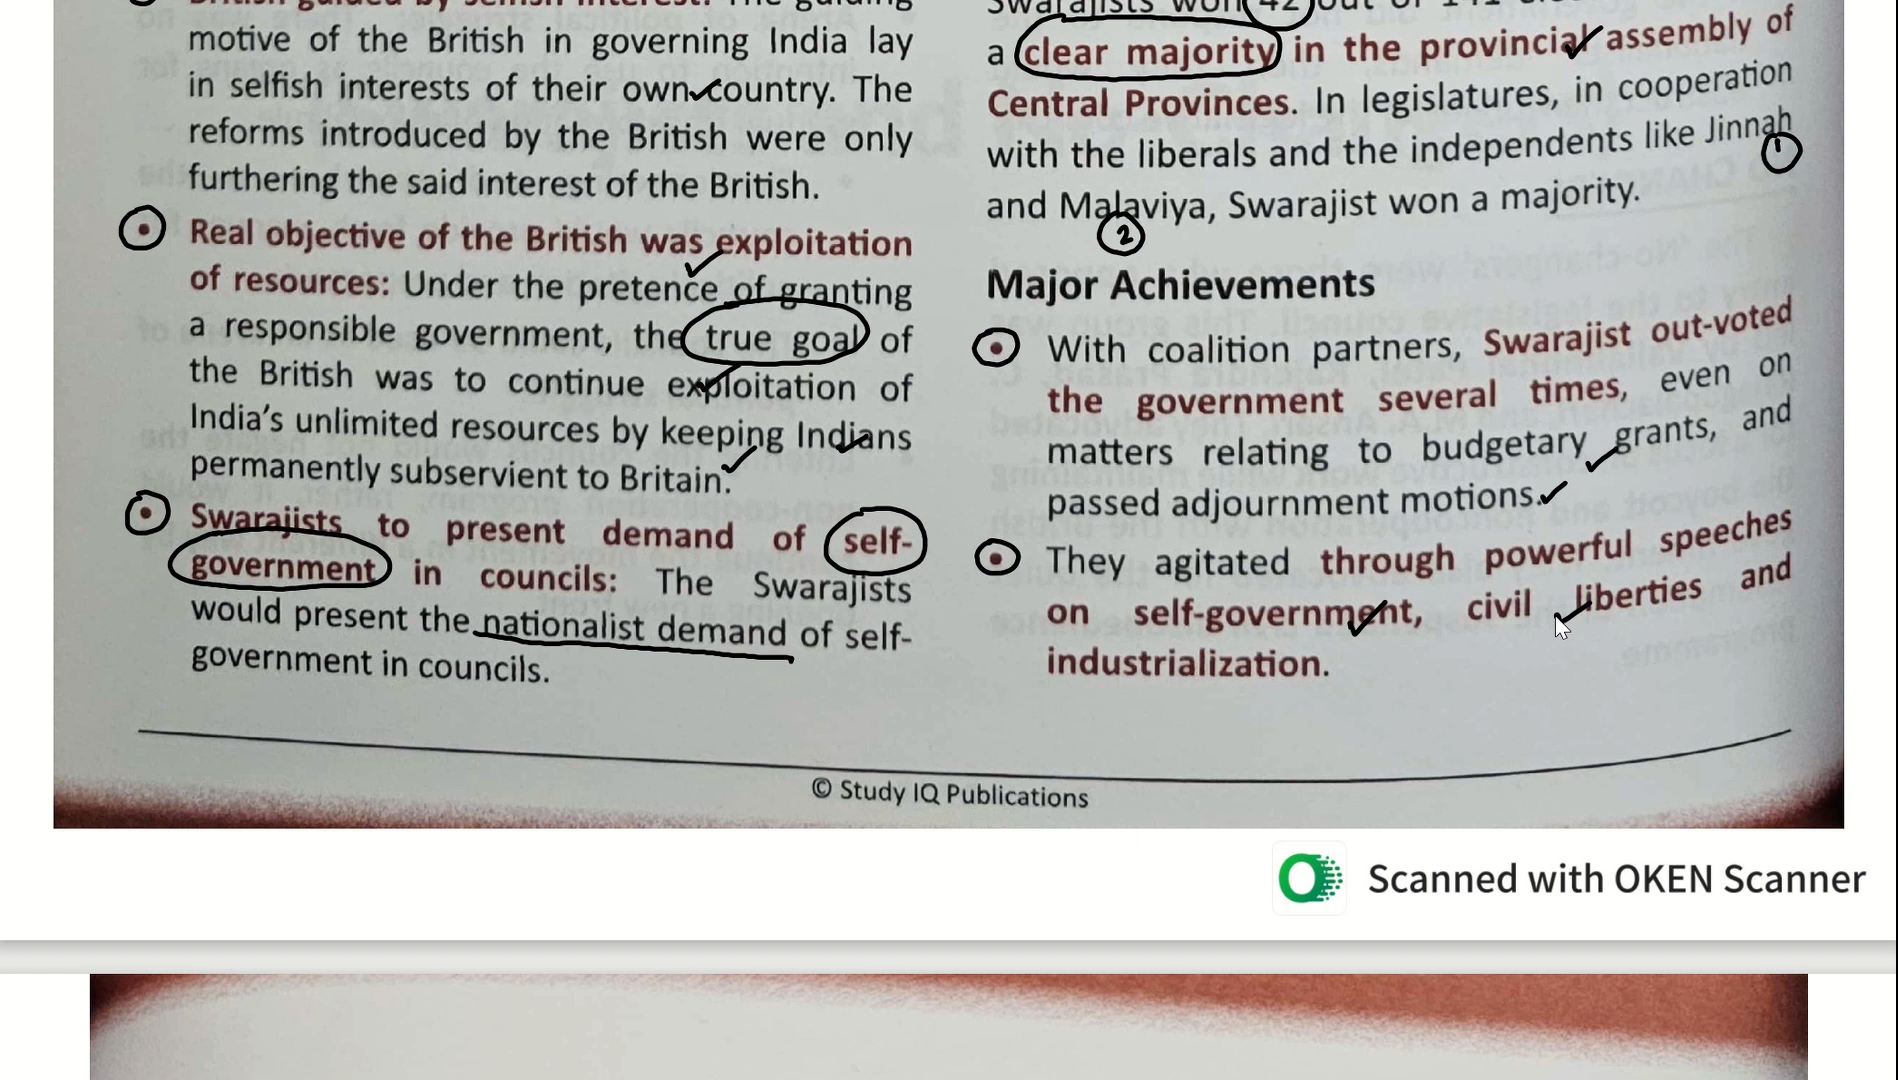 motive of the British in governing India lay
in selfish interests of their own country. The
reforms introduced by the British were only
furthering the said interest of the British.
Real objective of the British was exploitation
of resources: Under the pretence of granting
a responsible government, the true goal of
the British was to continue exploitation of
India's unlimited resources by keeping Indians
permanently subservient to Britain.
Swarajists to present demand of self-
government in councils: The Swarajists
would present the nationalist demand of self-
government in councils.
Swarajists won 42 out of 141
a clear majority in the provincial assembly of
Central Provinces. In legislatures, in cooperation
with the liberals and the independents like Jinnah
1
and Malaviya, Swarajist won a majority.
2
Major Achievements
• With coalition partners, Swarajist out-voted
the government several times, even on
matters relating to budgetary grants, and
passed adjournment motions.
• They agitated through powerful speeches
on self-government, civil liberties and
industrialization.
© Study IQ Publications
Scanned with OKEN Scanner